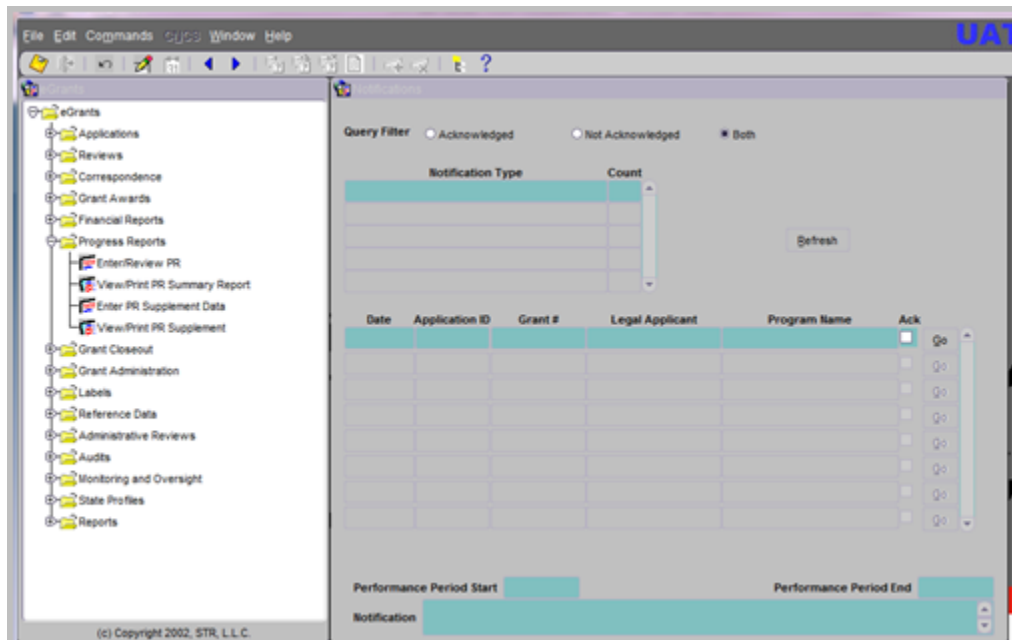 File Edit Commands CNCS Window Help
UAT
eGrants
Notifications
eGrants
Applications
Reviews
Correspondence
Grant Awards
Financial Reports
Progress Reports
Enter/Review PR
View/Print PR Summary Report
Enter PR Supplement Data
View/Print PR Supplement
Grant Closeout
Grant Administration
Labels
Reference Data
Administrative Reviews
Audits
Monitoring and Oversight
State Profiles
Reports
(c) Copyright 2002, STR, L.L.C.
Query Filter Acknowledged Not Acknowledged Both
Notification Type Count
Refresh
Date Application ID Grant # Legal Applicant Program Name Ack
Go
Go
Go
Go
Go
Go
Go
Go
Performance Period Start Performance Period End
Notification